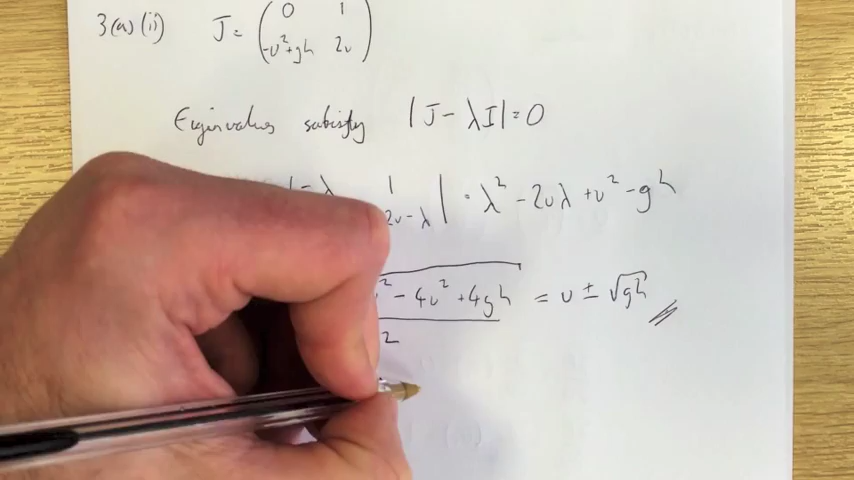 3(a)(ii) J = ( 0 1
-u²+gh 2u )
Eigenvalues satisfy |J - λI| = 0
-λ 1
2u-λ | = λ² - 2uλ + u² - gh
² - 4u² + 4gh = u ± √gh
2